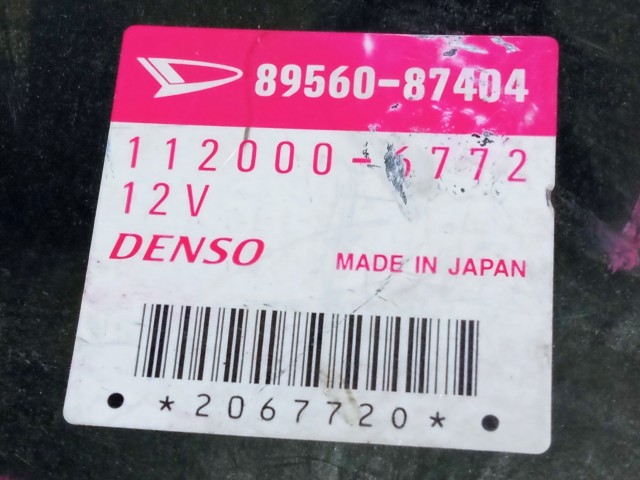 89560-87404
112000-6772
12V
DENSO
MADE IN JAPAN
*2067720*